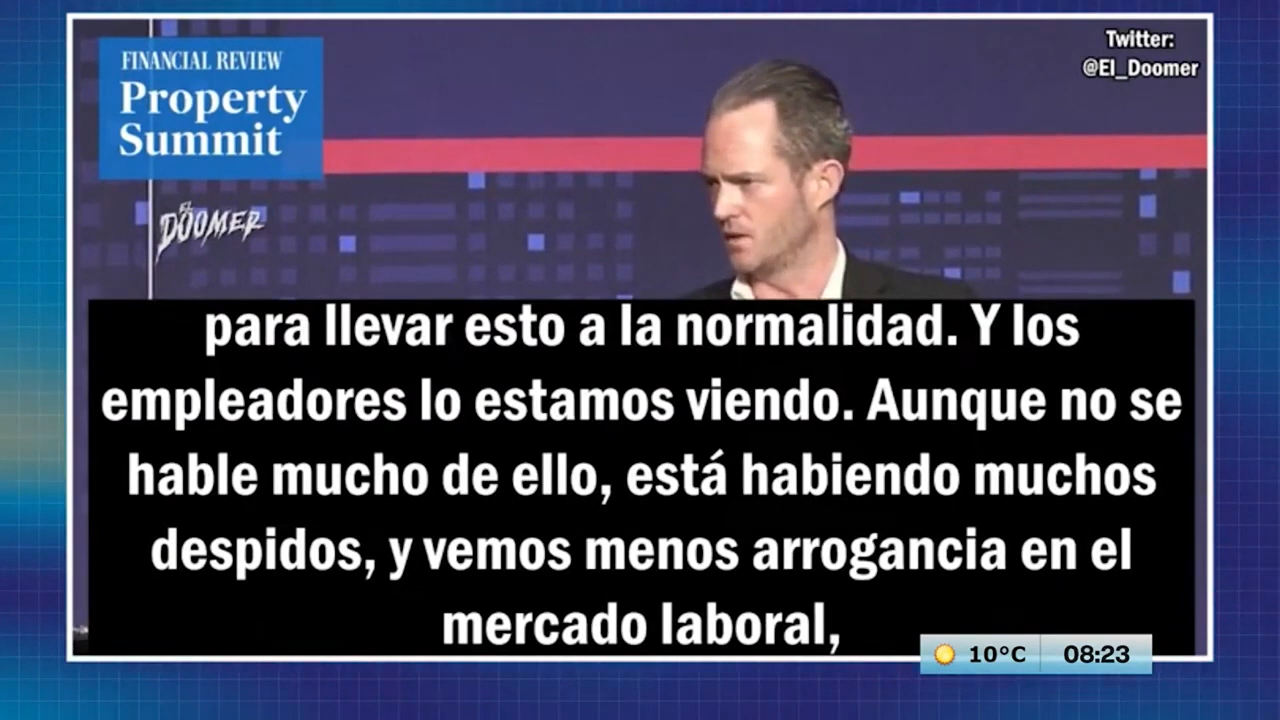 FINANCIAL REVIEW
Property
Summit
Twitter:
@El_Doomer
EL
DOOMER
para llevar esto a la normalidad. Y los
empleadores lo estamos viendo. Aunque no se
hable mucho de ello, está habiendo muchos
despidos, y vemos menos arrogancia en el
mercado laboral,
10°C
08:23